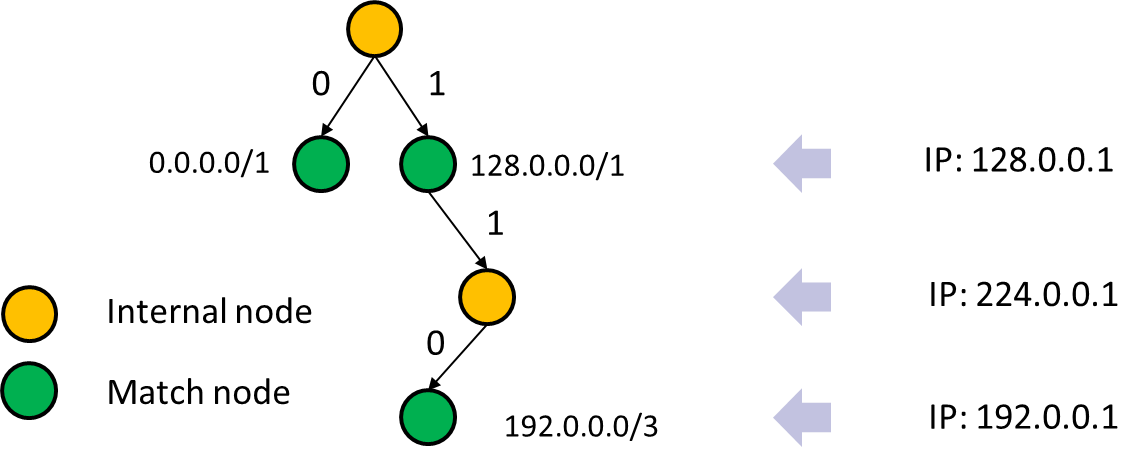 0
1
0.0.0.0/1
128.0.0.0/1
IP: 128.0.0.1
1
Internal node
IP: 224.0.0.1
0
Match node
192.0.0.0/3
IP: 192.0.0.1